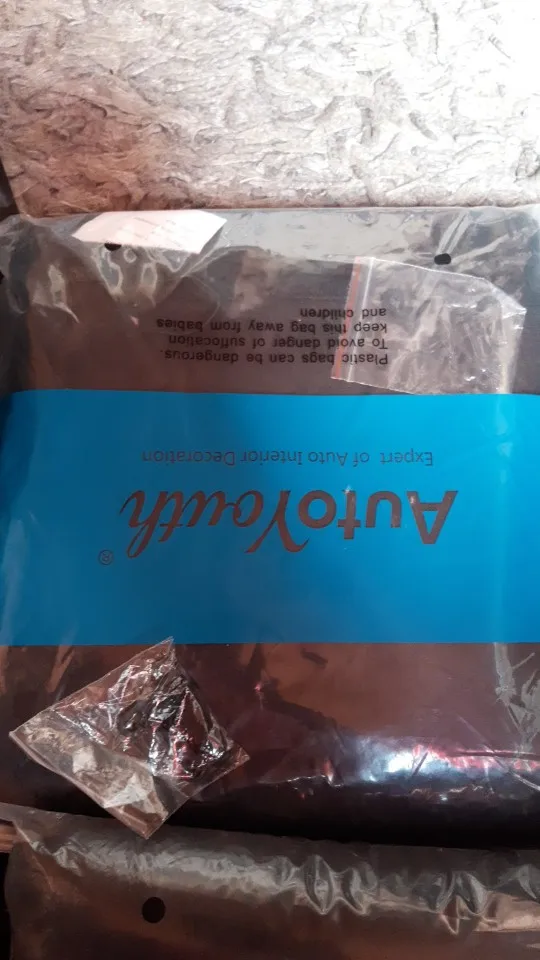 AutoYouth®
Expert of Auto Interior Decoration
Plastic bags can be dangerous.
To avoid danger of suffocation
keep this bag away from babies
and children